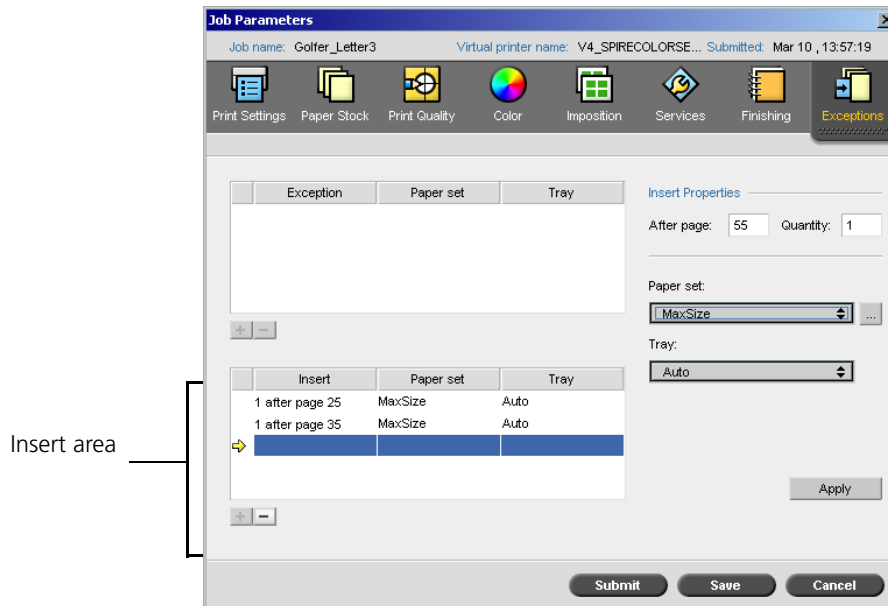 Job Parameters
Job name: Golfer_Letter3 Virtual printer name: V4_SPIRECOLORSE... Submitted: Mar 10 , 13:57:19
Print Settings Paper Stock Print Quality Color Imposition Services Finishing Exceptions
Exception Paper set Tray
Insert Properties
After page: 55 Quantity: 1
Paper set:
MaxSize ...
Tray:
Auto
Insert Paper set Tray
1 after page 25 MaxSize Auto
1 after page 35 MaxSize Auto
Insert area
Apply
Submit Save Cancel